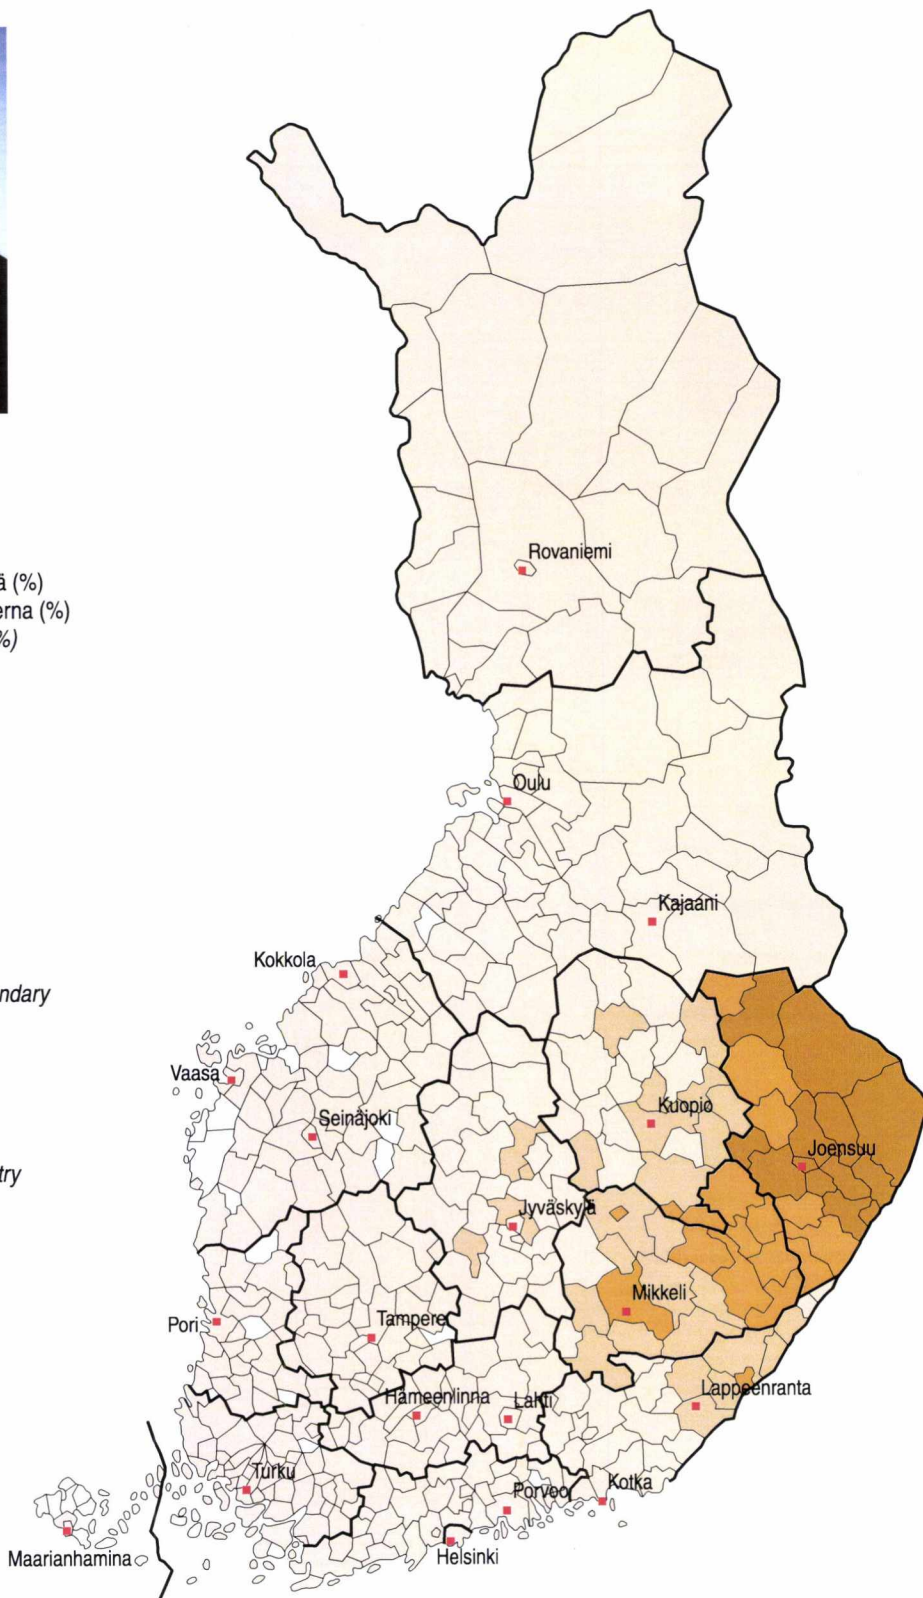 ä (%)
erna (%)
%)
ndary
try
Rovaniemi
Oulu
Kajaani
Kokkola
Vaasa
Seinäjoki
Kuopio
Joensuu
Jyväskylä
Mikkeli
Pori
Tampere
Hämeenlinna
Lahti
Lappeenranta
Turku
Porvoo
Kotka
Maarianhamina
Helsinki